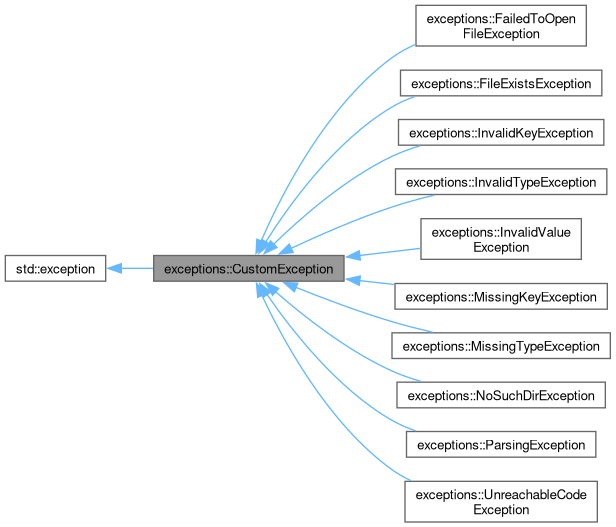 exceptions::FailedToOpen
FileException
exceptions::FileExistsException
exceptions::InvalidKeyException
exceptions::InvalidTypeException
exceptions::InvalidValue
Exception
std::exception
exceptions::CustomException
exceptions::MissingKeyException
exceptions::MissingTypeException
exceptions::NoSuchDirException
exceptions::ParsingException
exceptions::UnreachableCode
Exception